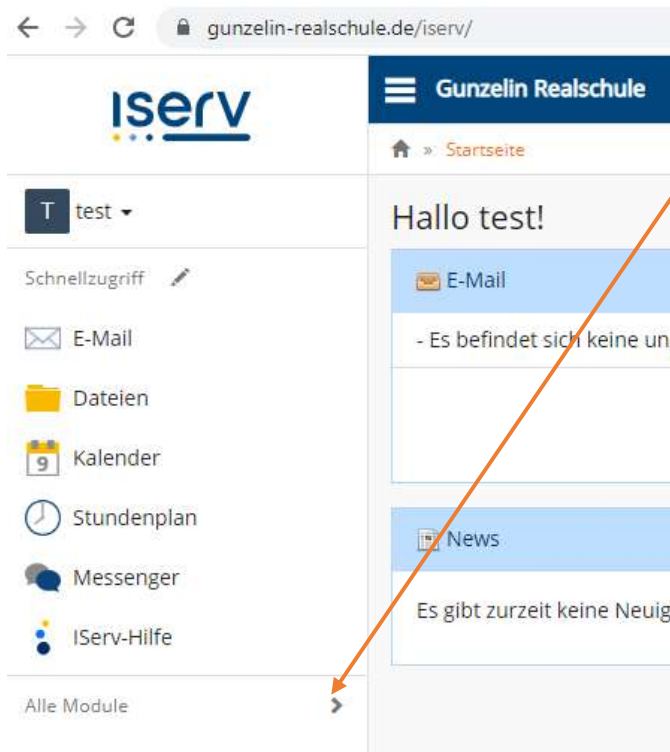 gunzelin-realschule.de/iserv/
Iserv
Gunzelin Realschule
» Startseite
T test
Hallo test!
Schnellzugriff
E-Mail
Dateien
9 Kalender
Stundenplan
Messenger
IServ-Hilfe
Alle Module
E-Mail
- Es befindet sich keine un
News
Es gibt zurzeit keine Neuig